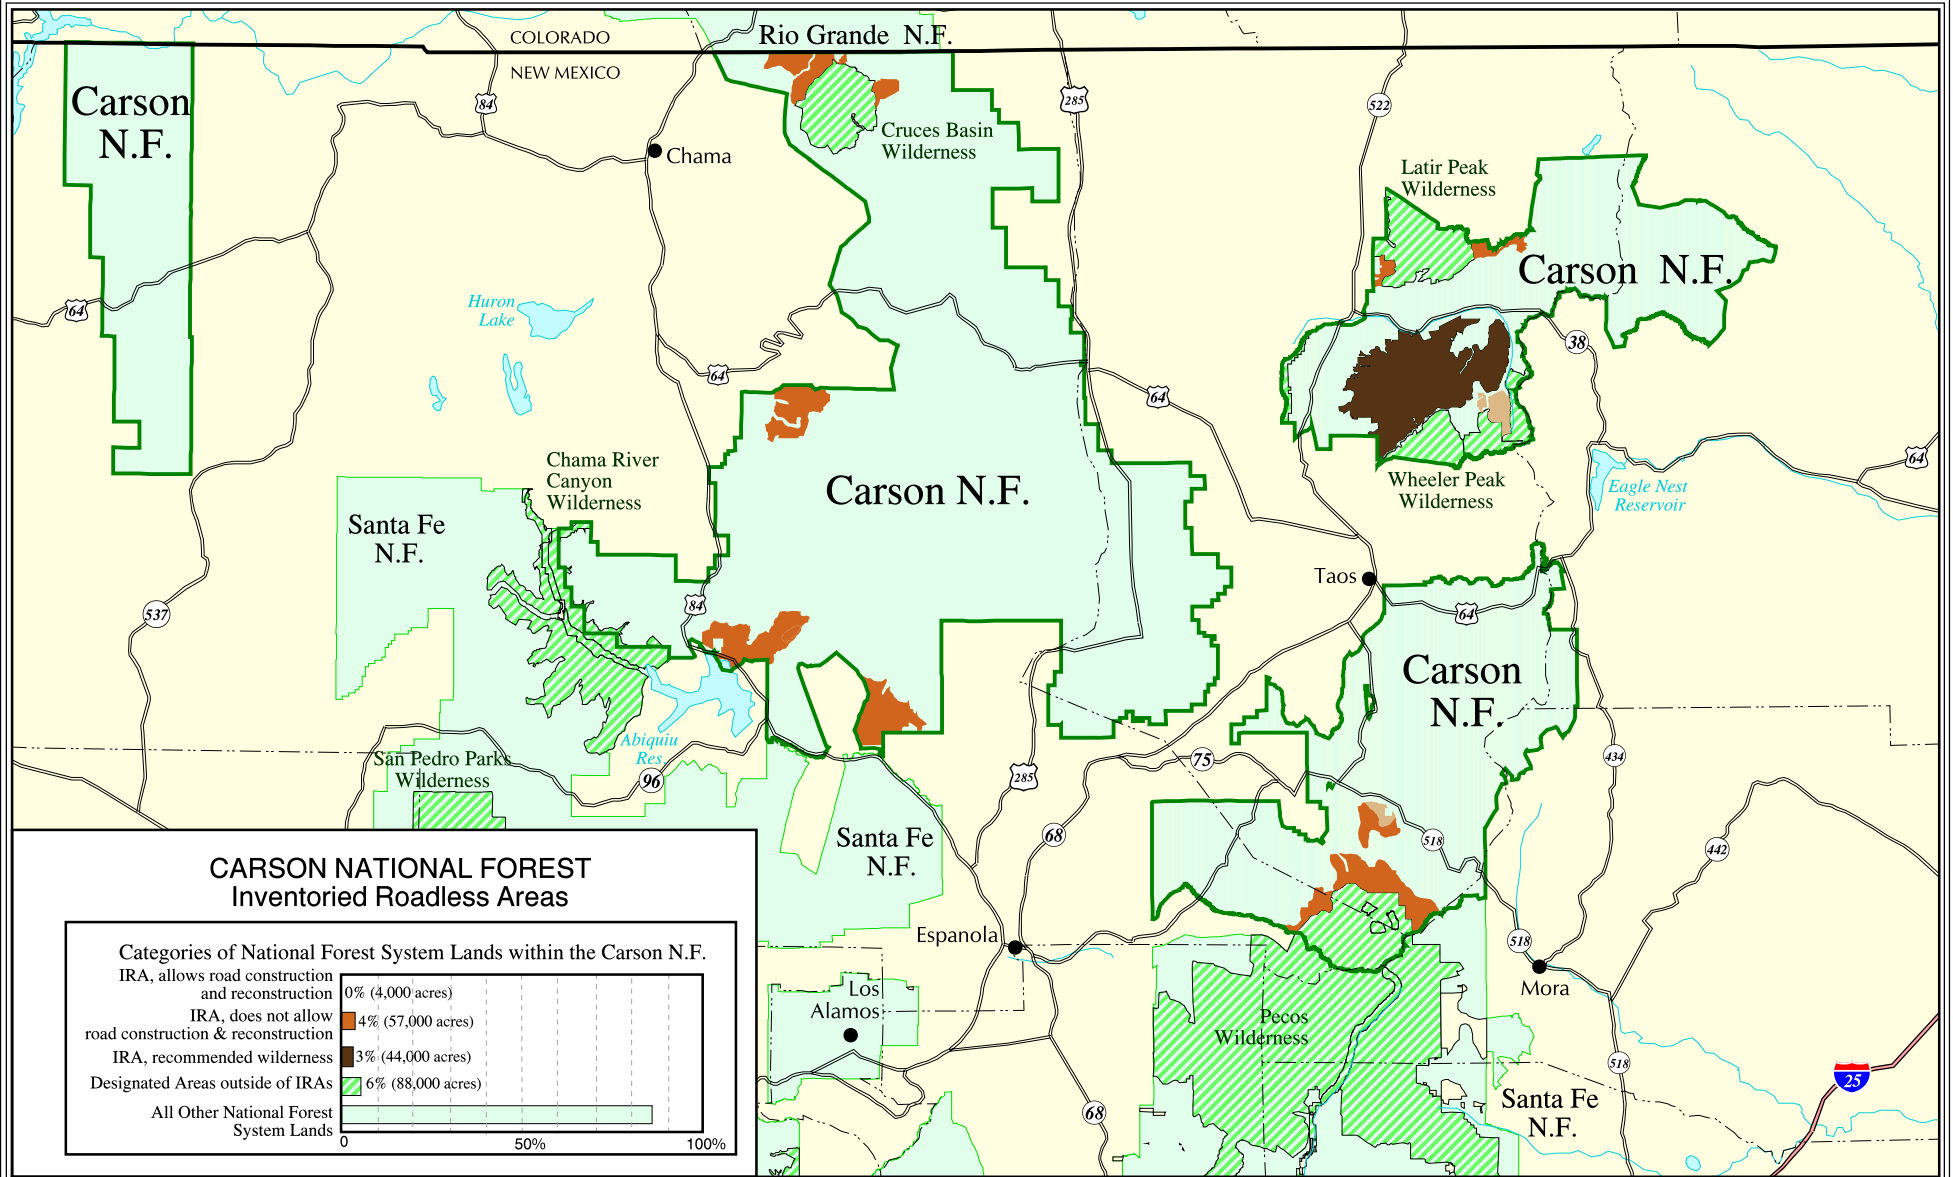 COLORADO
NEW MEXICO
Rio Grande N.F.
Carson
N.F.
84
285
522
Chama
Cruces Basin
Wilderness
Latir Peak
Wilderness
Carson N.F.
64
Huron
Lake
64
38
64
64
Chama River
Canyon
Wilderness
Carson N.F.
Wheeler Peak
Wilderness
Eagle Nest
Reservoir
Santa Fe
N.F.
537
84
Taos
64
Carson
N.F.
Abiquiu
Res.
San Pedro Parks
Wilderness
96
285
75
434
68
518
442
Santa Fe
N.F.
Espanola
518
Mora
Los
Alamos
Pecos
Wilderness
518
25
68
Santa Fe
N.F.
CARSON NATIONAL FOREST
Inventoried Roadless Areas
Categories of National Forest System Lands within the Carson N.F.
IRA, allows road construction
and reconstruction
0% (4,000 acres)
IRA, does not allow
road construction & reconstruction
4% (57,000 acres)
IRA, recommended wilderness
3% (44,000 acres)
Designated Areas outside of IRAs
6% (88,000 acres)
All Other National Forest
System Lands
0 50% 100%